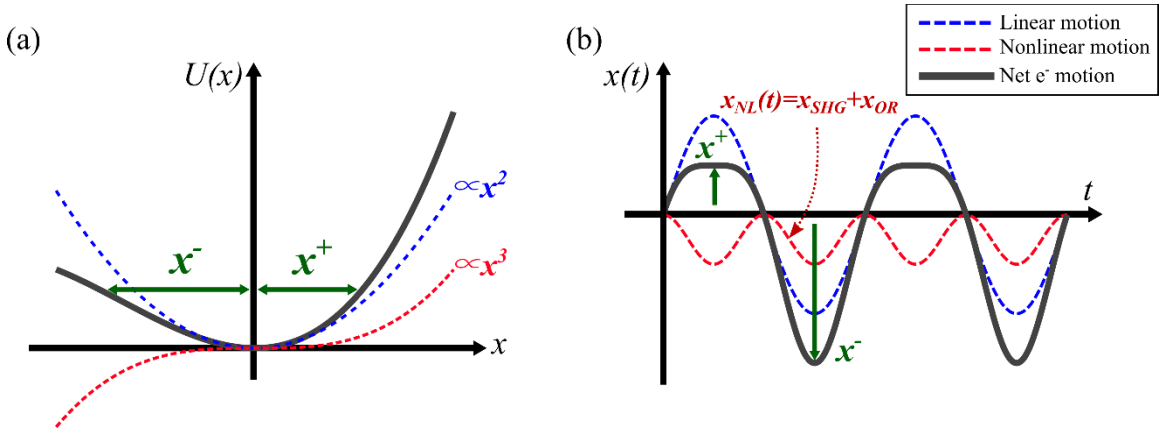 (a)
U(x)
∝x²
x⁻
x⁺
∝x³
x
(b)
Linear motion
Nonlinear motion
Net e⁻ motion
x(t)
x_NL(t)=x_SHG+x_OR
x⁺
t
x⁻